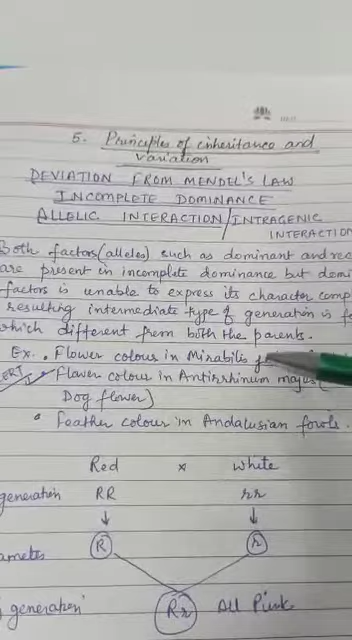 5. Principles of inheritance and
variation
DEVIATION FROM MENDEL'S LAW
INCOMPLETE DOMINANCE
ALLELIC INTERACTION/INTRAGENIC
INTERACTION
Both factors (alleles) such as dominant and
are present in incomplete dominance but
factors is unable to express its character
resulting intermediate type of generation is
which different from both the parents.
Ex. • Flower colour in Mirabilis
• Flower colour in Antirrhinum majus (
Dog flower)
• Feather colour in Andalusian fowls.
Red × white
generation RR rr
R r
generation Rr All Pink